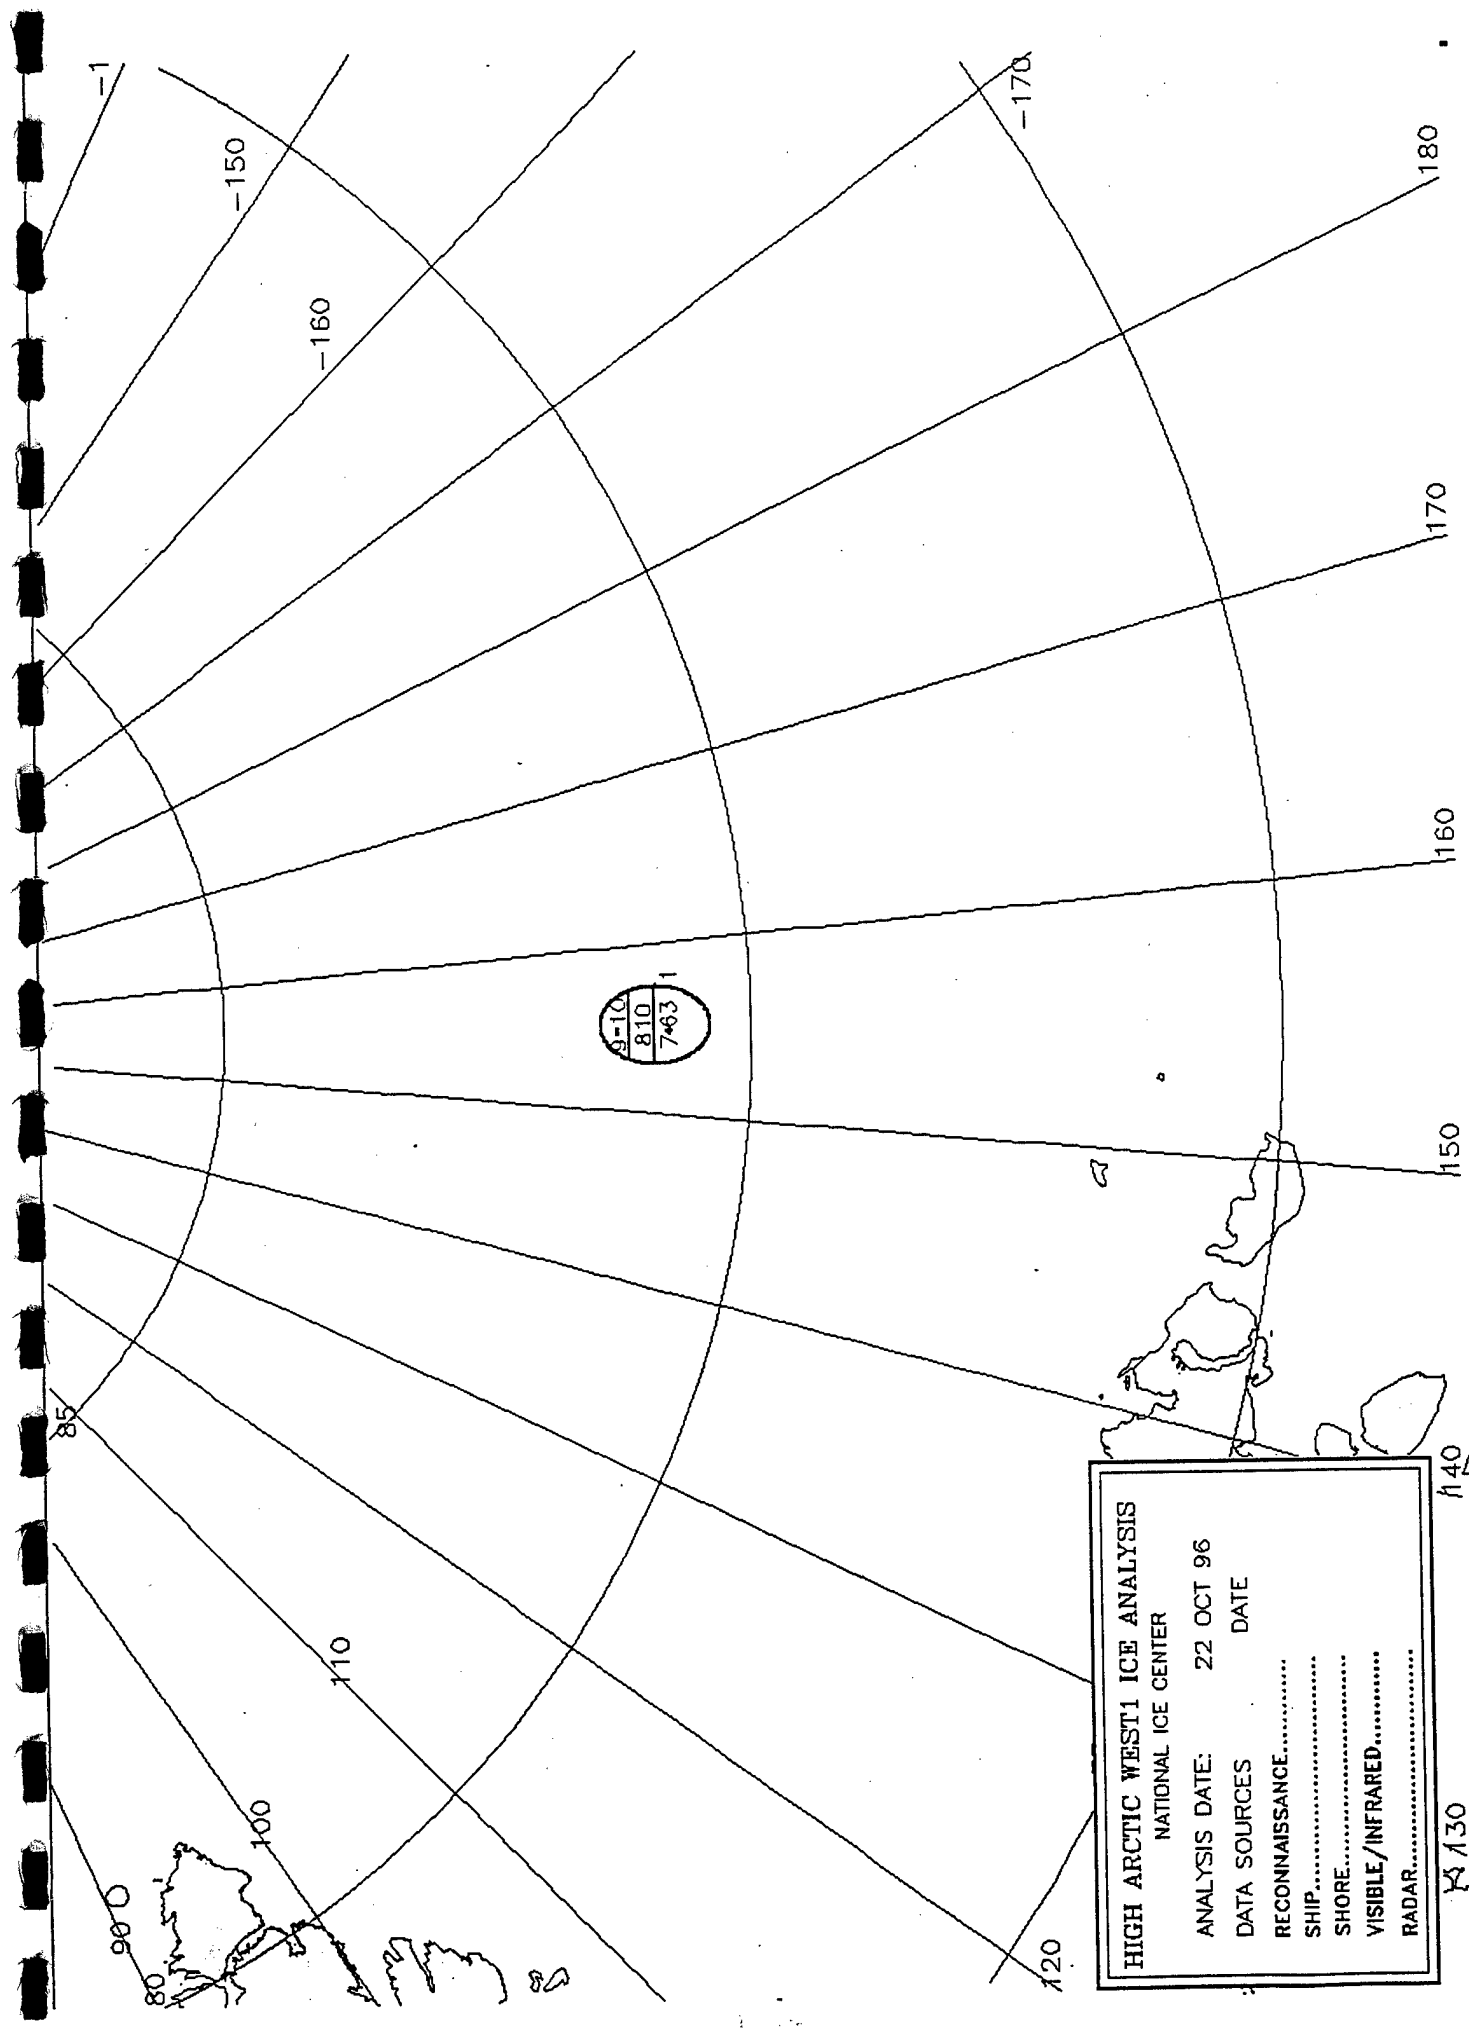 -1
-150
-160
-170
180
170
160
150
140
130
120
110
100
90
80
85
9-10
810
7•63
1
HIGH ARCTIC WEST1 ICE ANALYSIS
NATIONAL ICE CENTER
ANALYSIS DATE: 22 OCT 96
DATA SOURCES DATE
RECONNAISSANCE............
SHIP............................
SHORE.........................
VISIBLE/INFRARED............
RADAR.........................